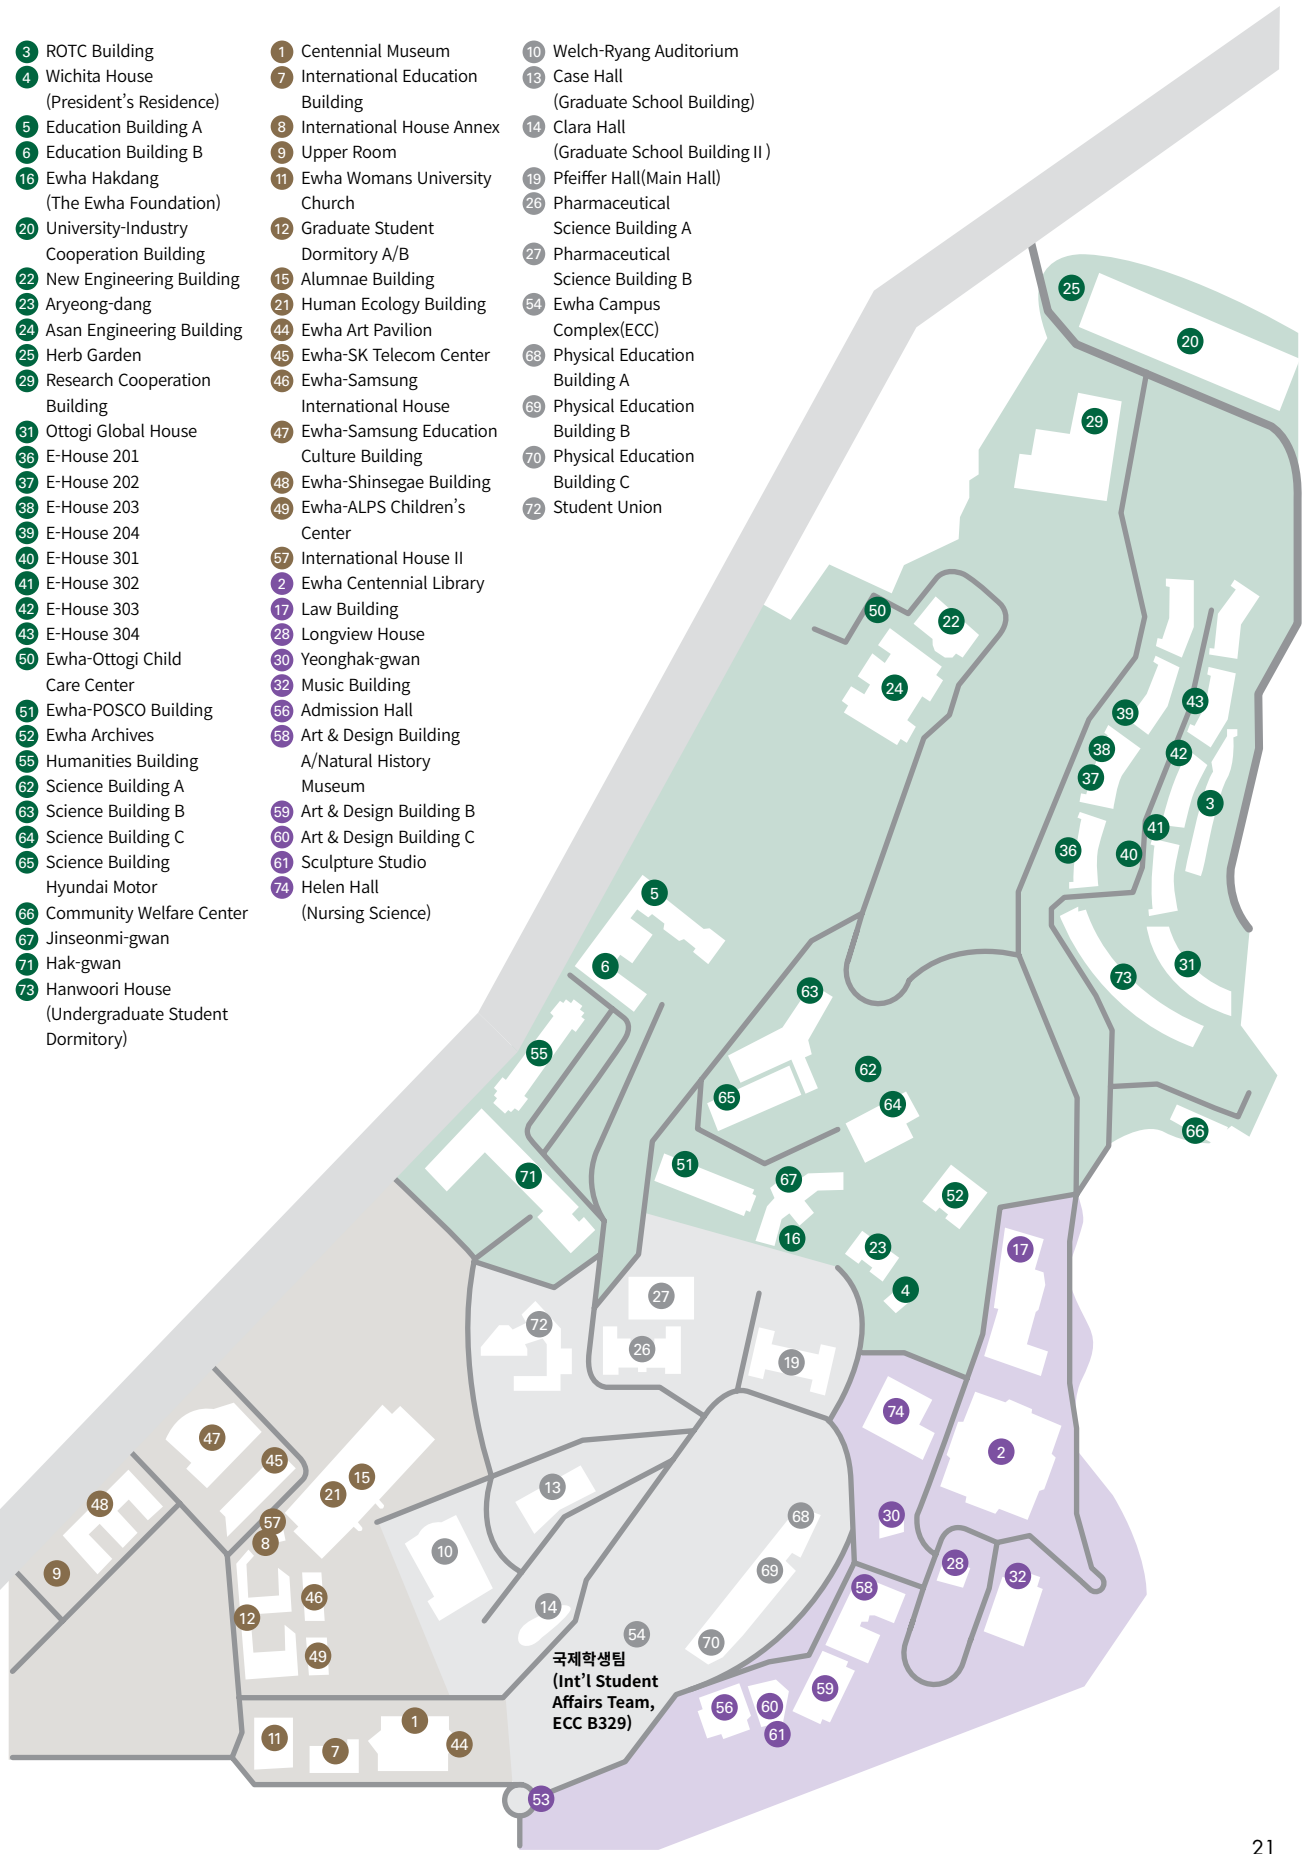 3 ROTC Building
4 Wichita House
(President’s Residence)
5 Education Building A
6 Education Building B
16 Ewha Hakdang
(The Ewha Foundation)
20 University-Industry
Cooperation Building
22 New Engineering Building
23 Aryeong-dang
24 Asan Engineering Building
25 Herb Garden
29 Research Cooperation
Building
31 Ottogi Global House
36 E-House 201
37 E-House 202
38 E-House 203
39 E-House 204
40 E-House 301
41 E-House 302
42 E-House 303
43 E-House 304
50 Ewha-Ottogi Child
Care Center
51 Ewha-POSCO Building
52 Ewha Archives
55 Humanities Building
62 Science Building A
63 Science Building B
64 Science Building C
65 Science Building
Hyundai Motor
66 Community Welfare Center
67 Jinseonmi-gwan
71 Hak-gwan
73 Hanwoori House
(Undergraduate Student
Dormitory)
1 Centennial Museum
7 International Education
Building
8 International House Annex
9 Upper Room
11 Ewha Womans University
Church
12 Graduate Student
Dormitory A/B
15 Alumnae Building
21 Human Ecology Building
44 Ewha Art Pavilion
45 Ewha-SK Telecom Center
46 Ewha-Samsung
International House
47 Ewha-Samsung Education
Culture Building
48 Ewha-Shinsegae Building
49 Ewha-ALPS Children’s
Center
57 International House II
2 Ewha Centennial Library
17 Law Building
28 Longview House
30 Yeonghak-gwan
32 Music Building
56 Admission Hall
58 Art & Design Building
A/Natural History
Museum
59 Art & Design Building B
60 Art & Design Building C
61 Sculpture Studio
74 Helen Hall
(Nursing Science)
10 Welch-Ryang Auditorium
13 Case Hall
(Graduate School Building)
14 Clara Hall
(Graduate School Building II )
19 Pfeiffer Hall(Main Hall)
26 Pharmaceutical
Science Building A
27 Pharmaceutical
Science Building B
54 Ewha Campus
Complex(ECC)
68 Physical Education
Building A
69 Physical Education
Building B
70 Physical Education
Building C
72 Student Union
25
20
29
50
22
24
43
39
38
42
37
3
41
36
40
5
6
31
73
63
55
62
65
64
66
51
71
67
52
16
23
17
4
27
72
26
19
74
47
2
45
15
13
21
48
68
30
57
8
10
28
69
9
32
58
46
14
12
54
70
49
국제학생팀
(Int’l Student
Affairs Team,
ECC B329)
59
56
60
1
61
11
44
7
53
21